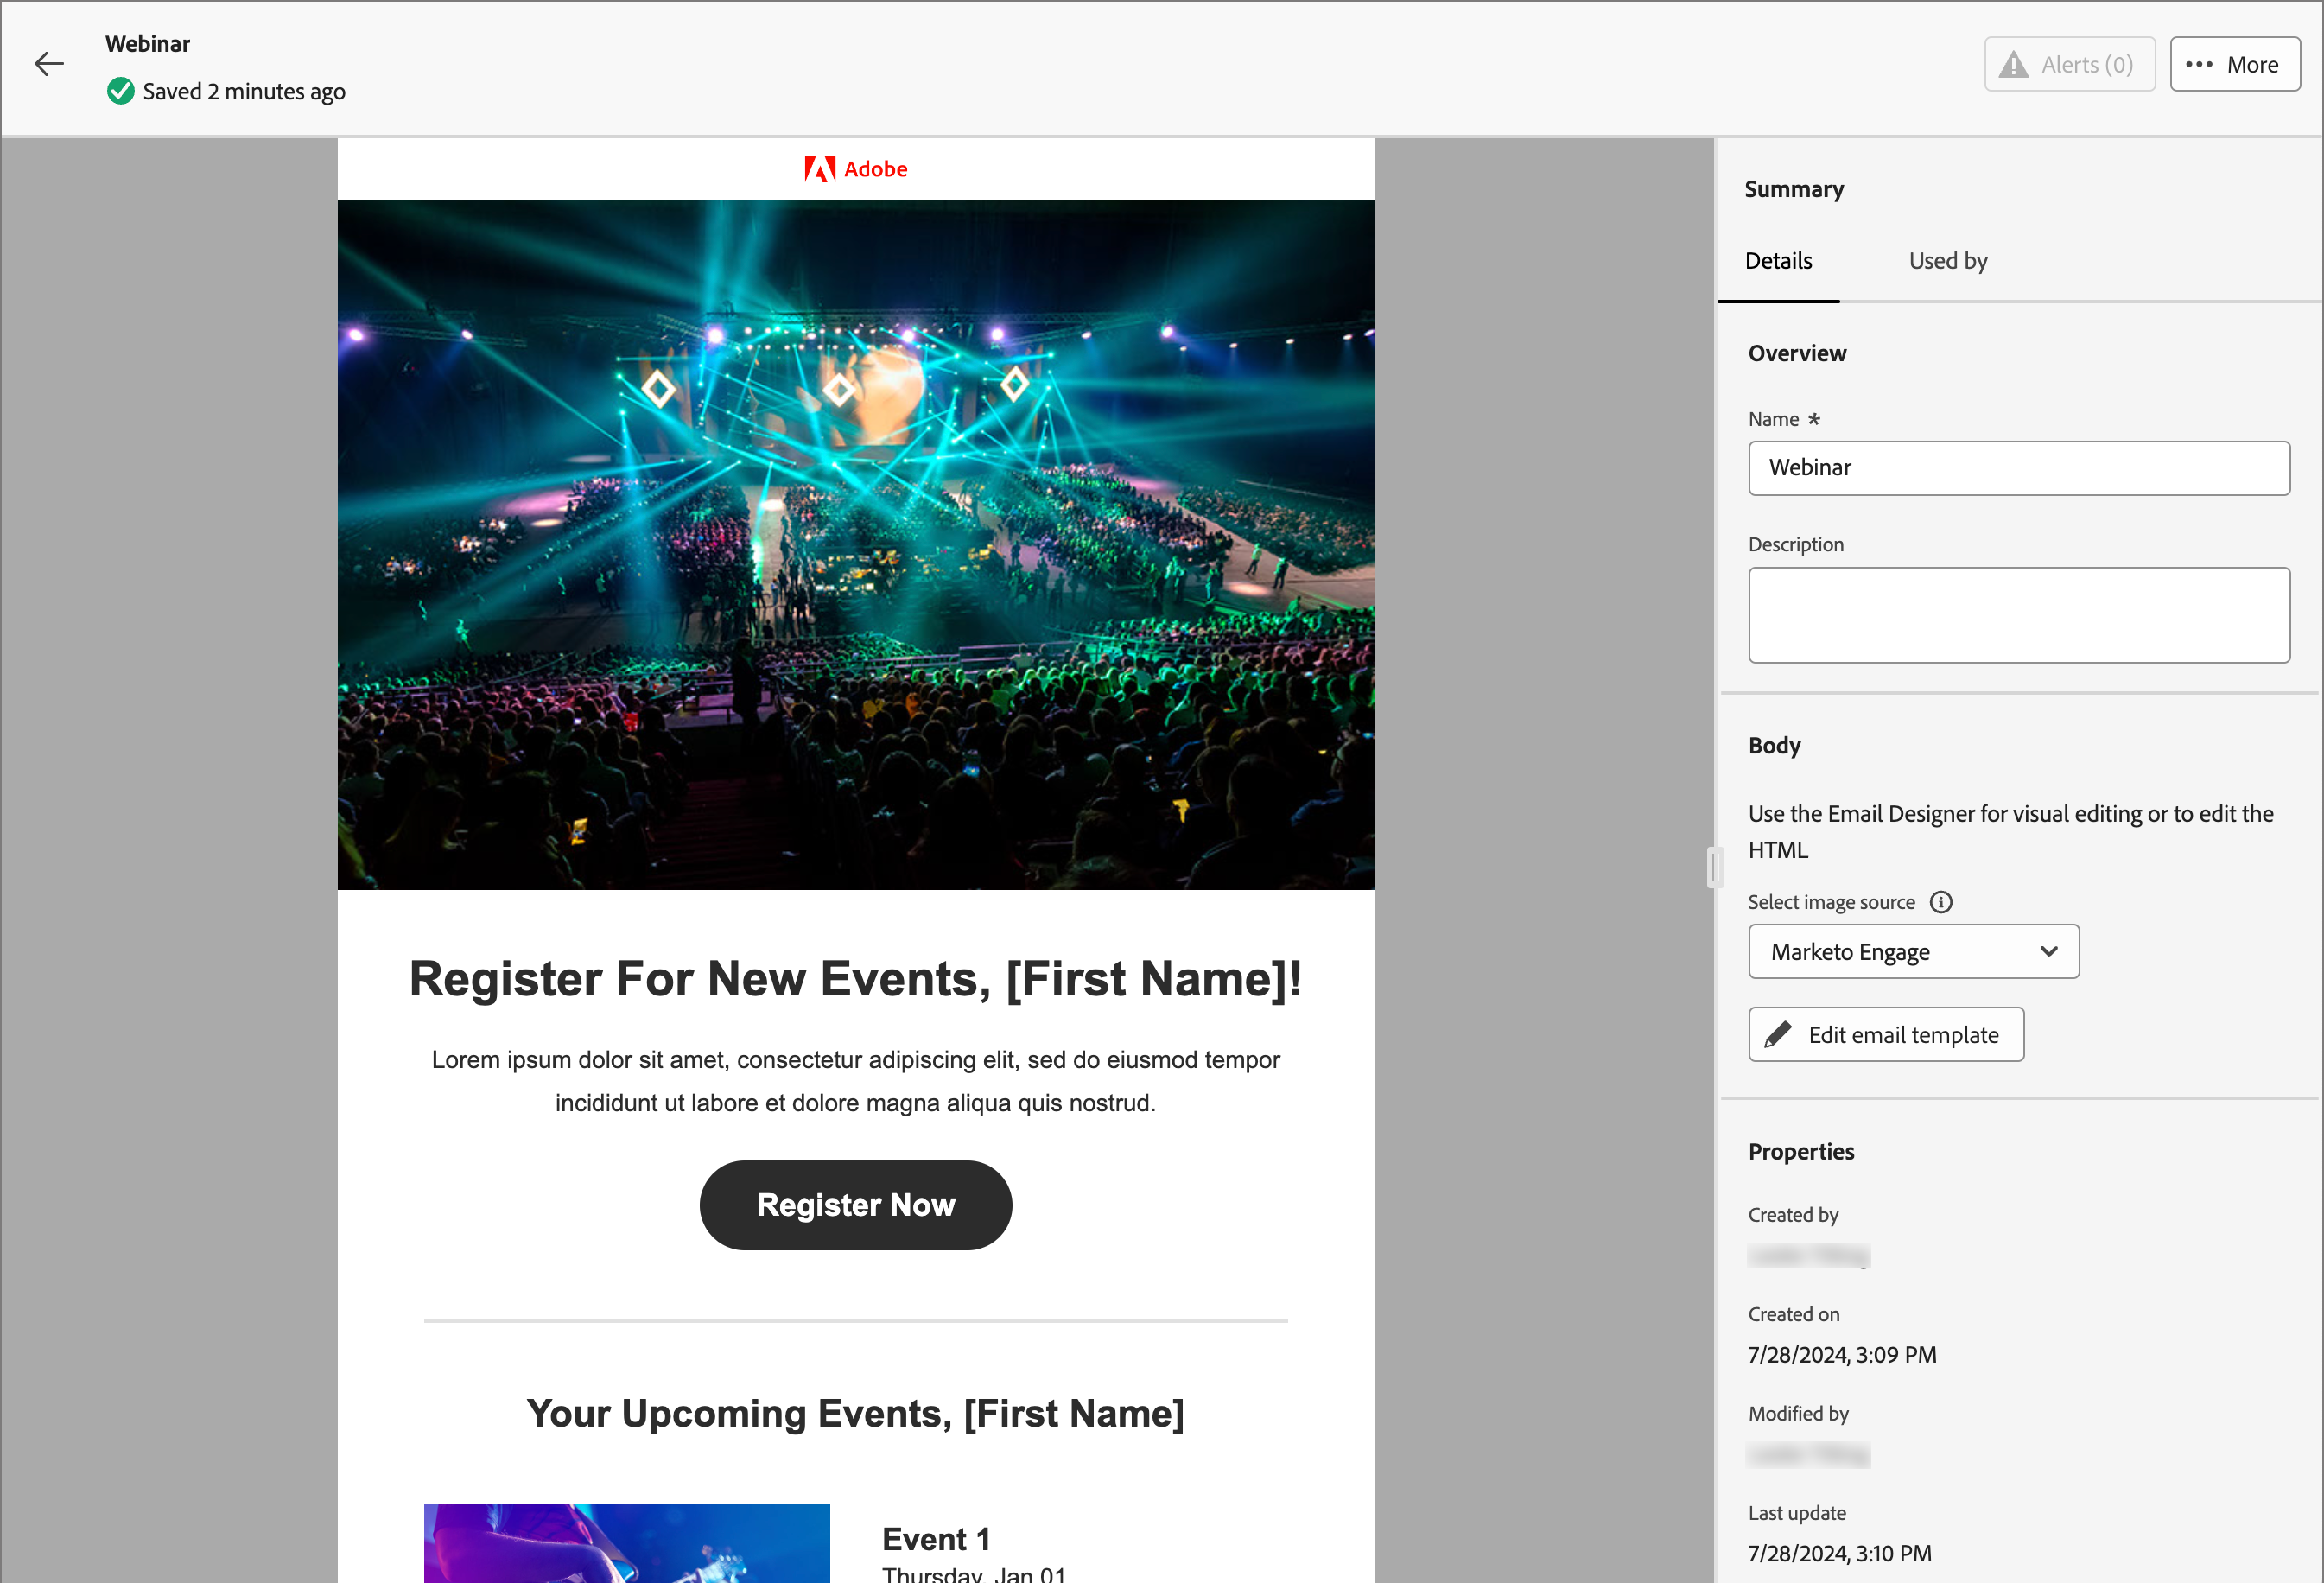 Webinar
Saved 2 minutes ago
Alerts (0)
More
Adobe
Register For New Events, [First Name]!
Lorem ipsum dolor sit amet, consectetur adipiscing elit, sed do eiusmod tempor
incididunt ut labore et dolore magna aliqua quis nostrud.
Register Now
Your Upcoming Events, [First Name]
Event 1
Thursday, Jan 01
Summary
Details
Used by
Overview
Name *
Webinar
Description
Body
Use the Email Designer for visual editing or to edit the
HTML
Select image source
Marketo Engage
Edit email template
Properties
Created by
Created on
7/28/2024, 3:09 PM
Modified by
Last update
7/28/2024, 3:10 PM